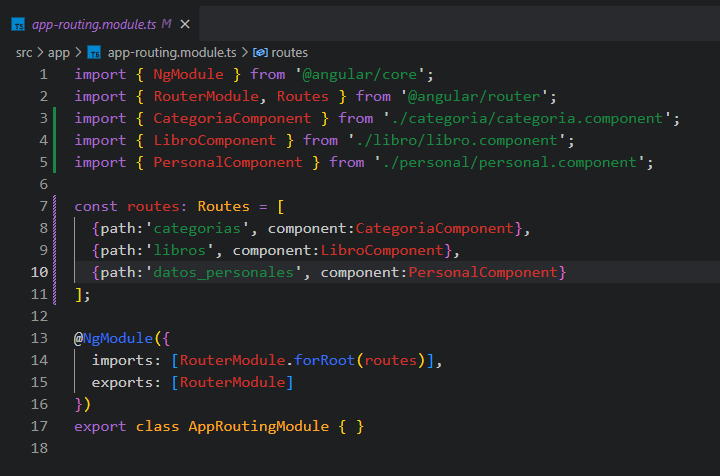 TS app-routing.module.ts M ×
src > app > TS app-routing.module.ts > routes
1 import { NgModule } from '@angular/core';
2 import { RouterModule, Routes } from '@angular/router';
3 import { CategoriaComponent } from './categoria/categoria.component';
4 import { LibroComponent } from './libro/libro.component';
5 import { PersonalComponent } from './personal/personal.component';
6
7 const routes: Routes = [
8 {path:'categorias', component:CategoriaComponent},
9 {path:'libros', component:LibroComponent},
10 {path:'datos_personales', component:PersonalComponent}
11 ];
12
13 @NgModule({
14 imports: [RouterModule.forRoot(routes)],
15 exports: [RouterModule]
16 })
17 export class AppRoutingModule { }
18